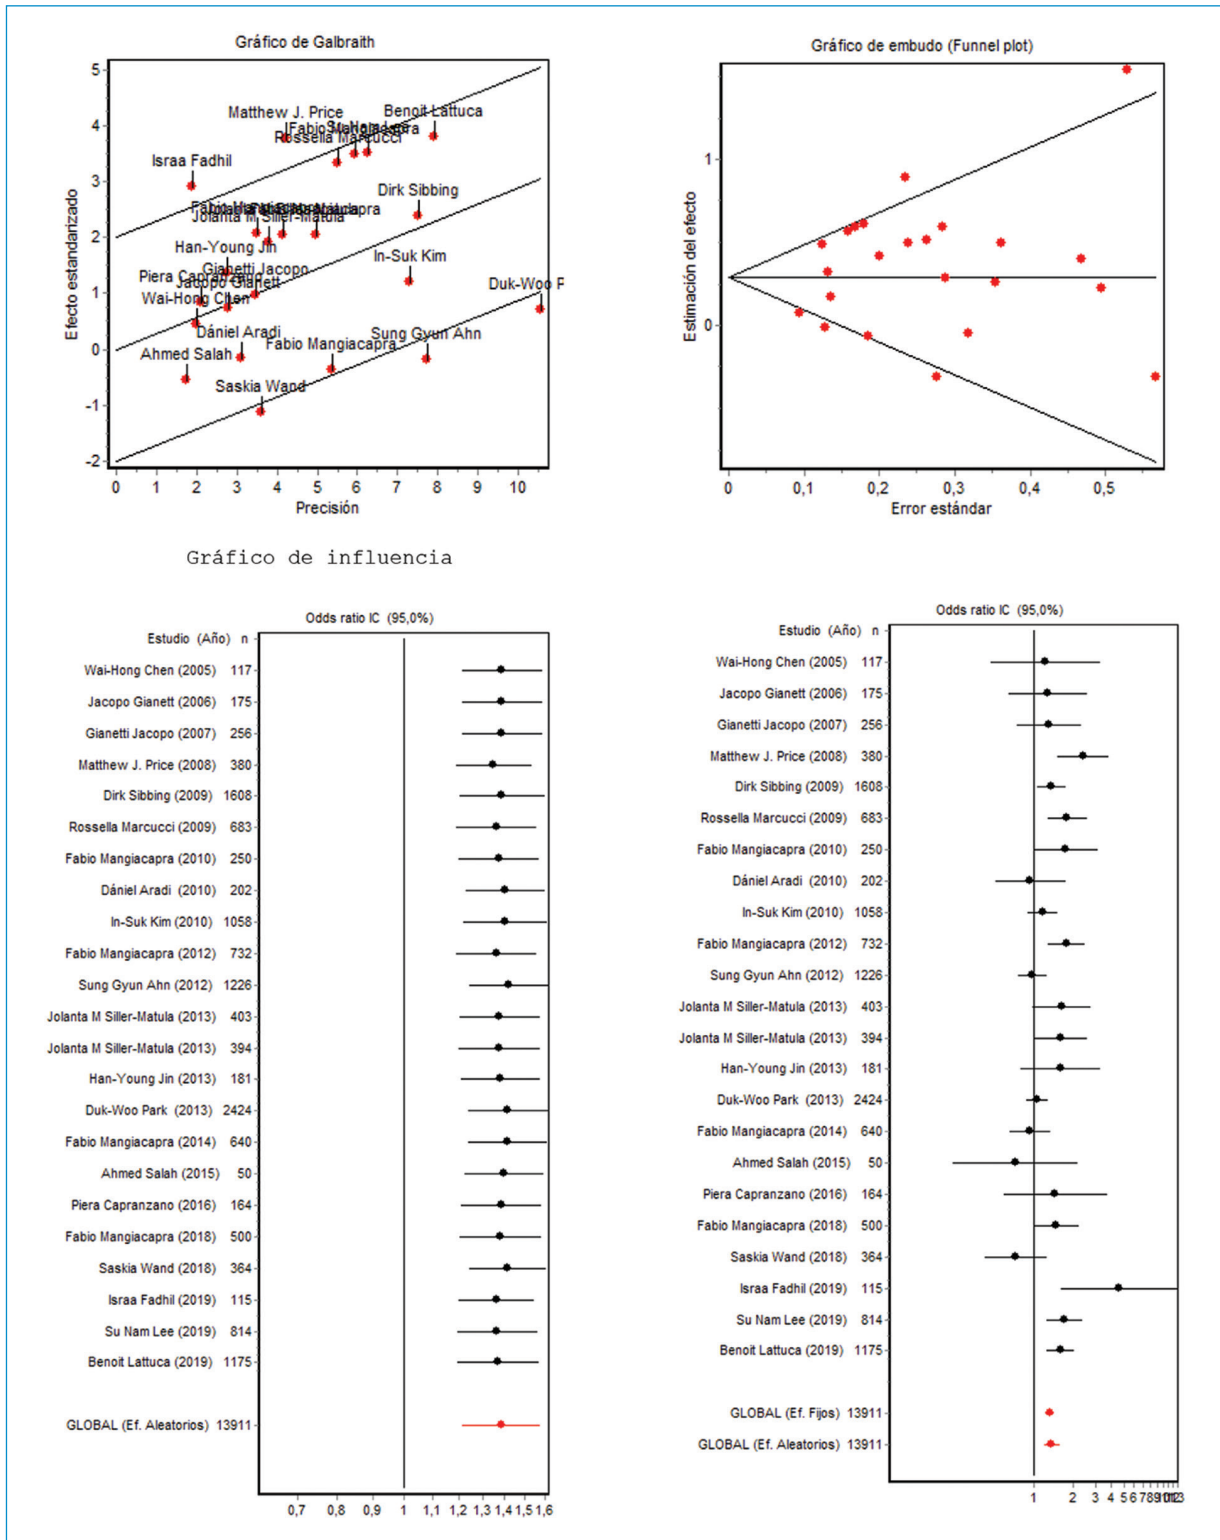 Gráfico de Galbraith
5
4
3
2
1
0
-1
-2
Efecto estandarizado
Matthew J. Price
Benoit Lattuca
Rossella Marcucci
Israa Fadhil
Dirk Sibbing
Jolanta M Siller-Matula
Han-Young Jin
In-Suk Kim
Gianetti Jacopo
Piera Capranzano
Jacopo Gianett
Duk-Woo P
Wai-Hong Chen
Dániel Aradi
Sung Gyun Ahn
Ahmed Salah
Fabio Mangiacapra
Saskia Wand
0 1 2 3 4 5 6 7 8 9 10
Precisión
Gráfico de embudo (Funnel plot)
1
0
Estimación del efecto
0 0,1 0,2 0,3 0,4 0,5
Error estándar
Gráfico de influencia
Odds ratio IC (95,0%)
Estudio (Año) n
Wai-Hong Chen (2005) 117
Jacopo Gianett (2006) 175
Gianetti Jacopo (2007) 256
Matthew J. Price (2008) 380
Dirk Sibbing (2009) 1608
Rossella Marcucci (2009) 683
Fabio Mangiacapra (2010) 250
Dániel Aradi (2010) 202
In-Suk Kim (2010) 1058
Fabio Mangiacapra (2012) 732
Sung Gyun Ahn (2012) 1226
Jolanta M Siller-Matula (2013) 403
Jolanta M Siller-Matula (2013) 394
Han-Young Jin (2013) 181
Duk-Woo Park (2013) 2424
Fabio Mangiacapra (2014) 640
Ahmed Salah (2015) 50
Piera Capranzano (2016) 164
Fabio Mangiacapra (2018) 500
Saskia Wand (2018) 364
Israa Fadhil (2019) 115
Su Nam Lee (2019) 814
Benoit Lattuca (2019) 1175
GLOBAL (Ef. Aleatorios) 13911
0,7 0,8 0,9 1 1,2 1,3 1,4 1,5 1,6
Odds ratio IC (95,0%)
Estudio (Año) n
Wai-Hong Chen (2005) 117
Jacopo Gianett (2006) 175
Gianetti Jacopo (2007) 256
Matthew J. Price (2008) 380
Dirk Sibbing (2009) 1608
Rossella Marcucci (2009) 683
Fabio Mangiacapra (2010) 250
Dániel Aradi (2010) 202
In-Suk Kim (2010) 1058
Fabio Mangiacapra (2012) 732
Sung Gyun Ahn (2012) 1226
Jolanta M Siller-Matula (2013) 403
Jolanta M Siller-Matula (2013) 394
Han-Young Jin (2013) 181
Duk-Woo Park (2013) 2424
Fabio Mangiacapra (2014) 640
Ahmed Salah (2015) 50
Piera Capranzano (2016) 164
Fabio Mangiacapra (2018) 500
Saskia Wand (2018) 364
Israa Fadhil (2019) 115
Su Nam Lee (2019) 814
Benoit Lattuca (2019) 1175
GLOBAL (Ef. Fijos) 13911
GLOBAL (Ef. Aleatorios) 13911
1 2 3 4 5 6 7 8 9 10 11 12 13